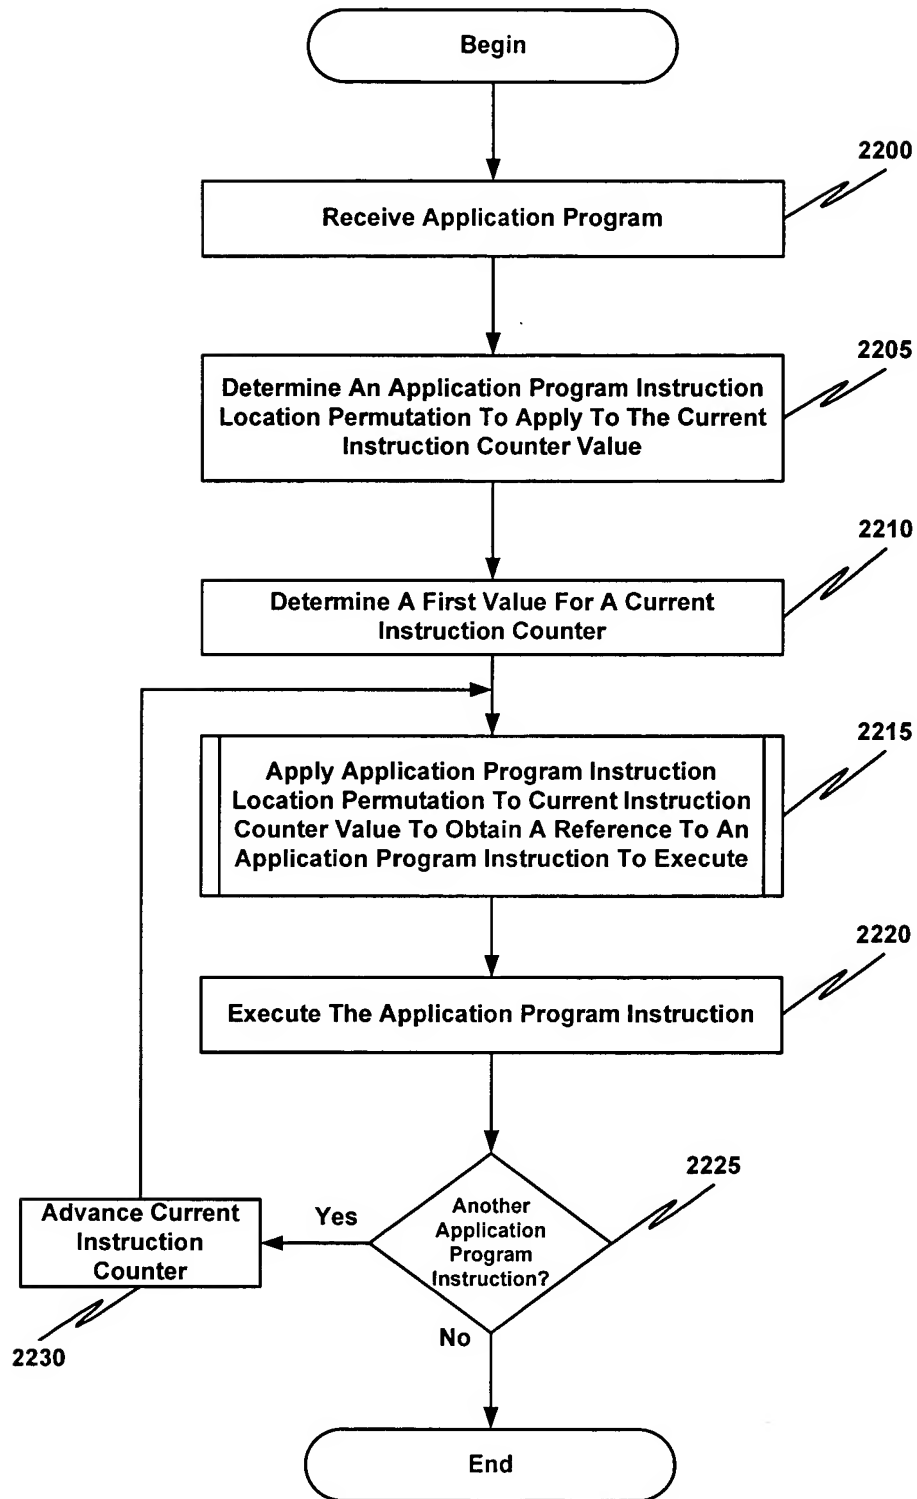 Begin
2200
Receive Application Program
2205
Determine An Application Program Instruction
Location Permutation To Apply To The Current
Instruction Counter Value
2210
Determine A First Value For A Current
Instruction Counter
2215
Apply Application Program Instruction
Location Permutation To Current Instruction
Counter Value To Obtain A Reference To An
Application Program Instruction To Execute
2220
Execute The Application Program Instruction
2225
Another
Application
Program
Instruction?
Yes
Advance Current
Instruction
Counter
2230
No
End